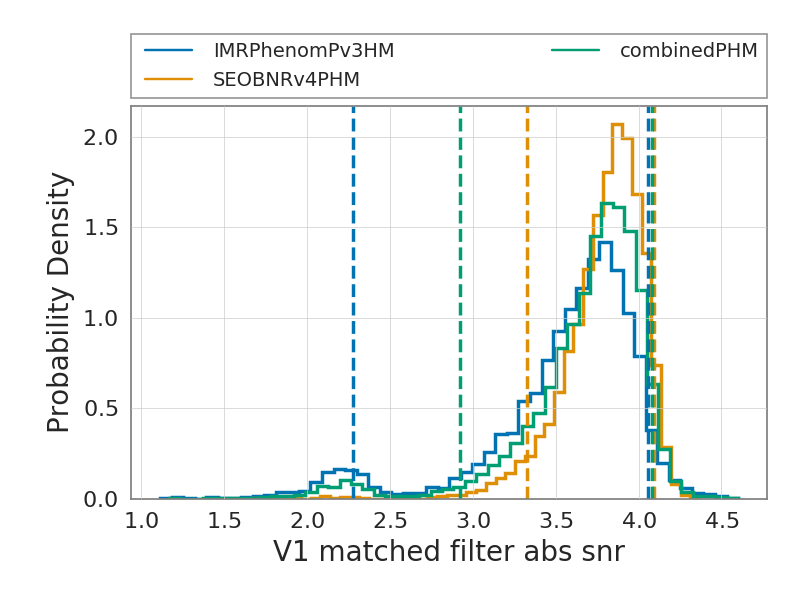 IMRPhenomPv3HM
SEOBNRv4PHM
combinedPHM
Probability Density
2.0
1.5
1.0
0.5
0.0
1.0 1.5 2.0 2.5 3.0 3.5 4.0 4.5
V1 matched filter abs snr